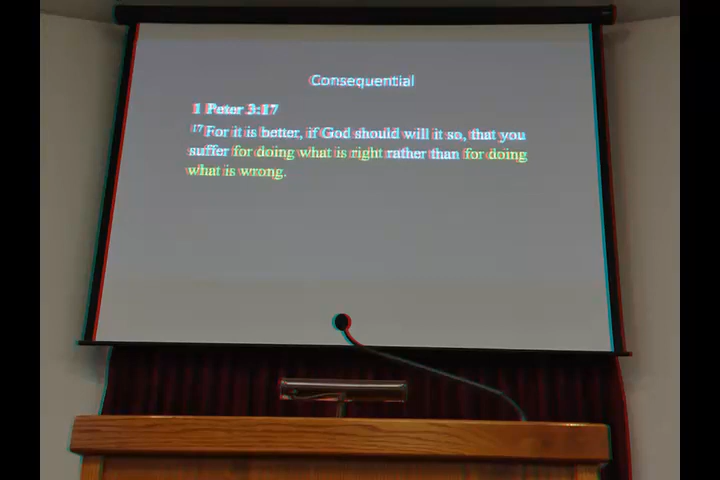 Consequential
1 Peter 3:17
17 For it is better, if God should will it so, that you
suffer for doing what is right rather than for doing
what is wrong.